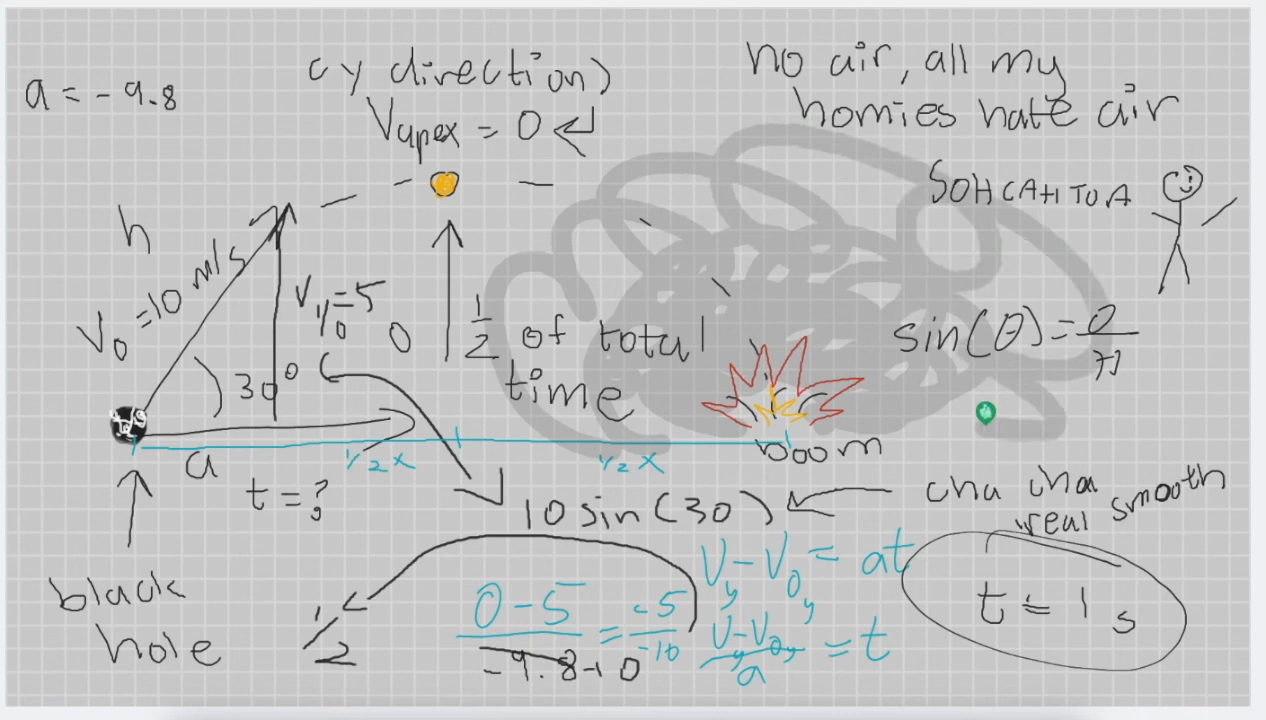 a = -9.8
(y direction)
Vapex = 0
no air, all my
homies hate air
SOHCAHTOA
h
V₀ = 10 m/s
Vy₀ = 5
0
1/2 of total
time
sin(θ) = O/H
30°
a
1/2 x
1/2 x
boom
t = ?
10 sin(30)
cha cha
real smooth
black
hole
1/2
0 - 5 / -9.8 -10 = -5 / -10
Vy - V₀y = at
Vy - V₀y / a = t
t = 1 s